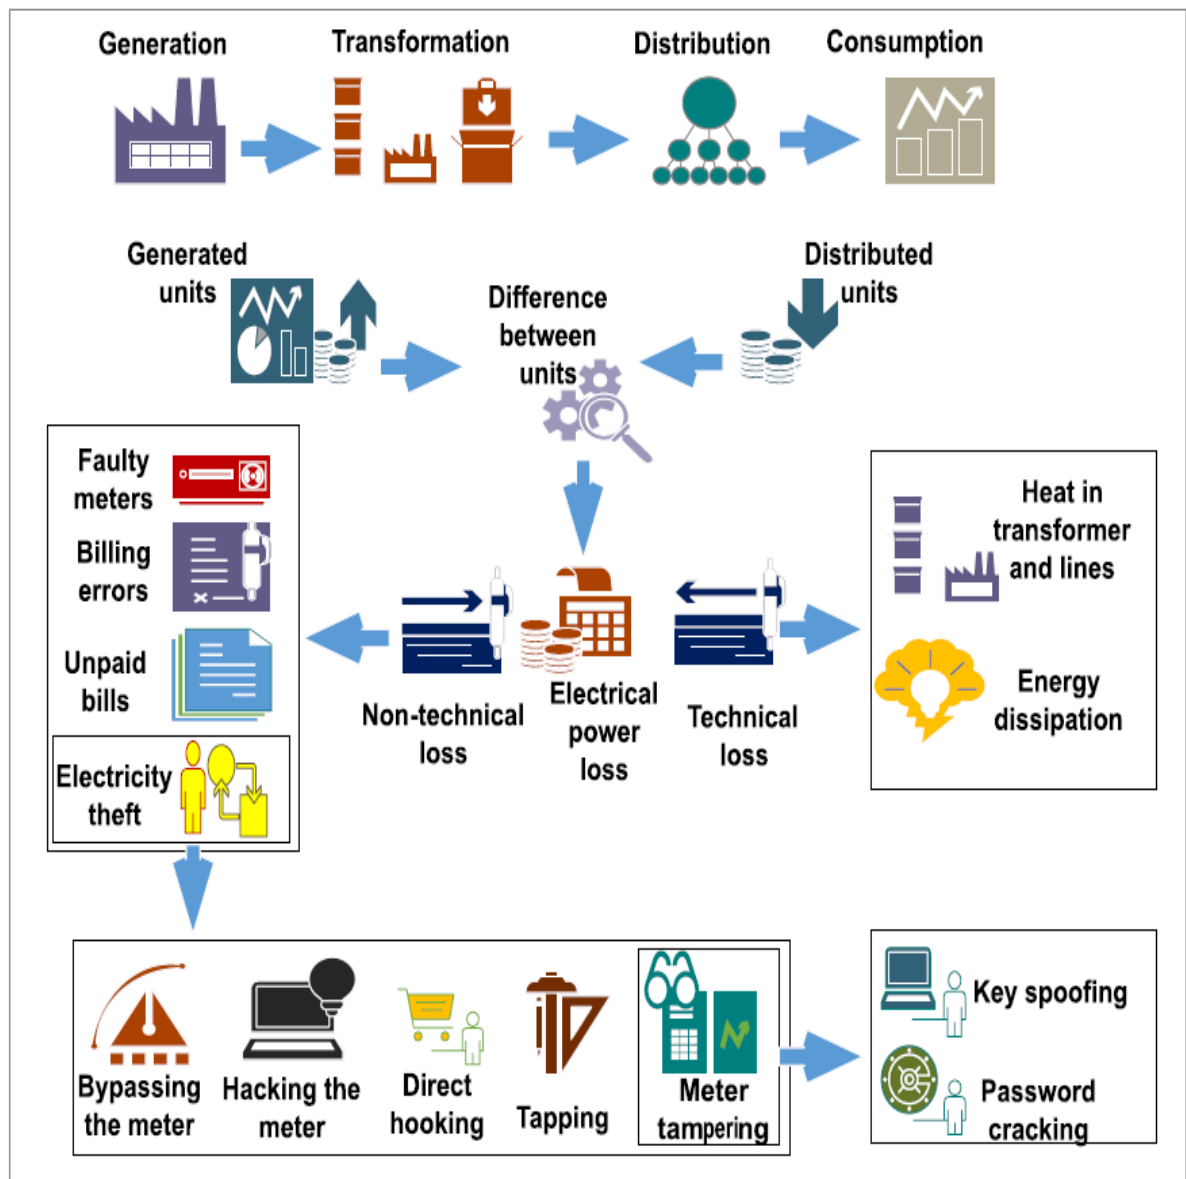 Generation
Transformation
Distribution
Consumption
Generated
units
Difference
between
units
Distributed
units
Faulty
meters
Billing
errors
Unpaid
bills
Electricity
theft
Non-technical
loss
Electrical
power
loss
Technical
loss
Heat in
transformer
and lines
Energy
dissipation
Bypassing
the meter
Hacking the
meter
Direct
hooking
Tapping
Meter
tampering
Key spoofing
Password
cracking